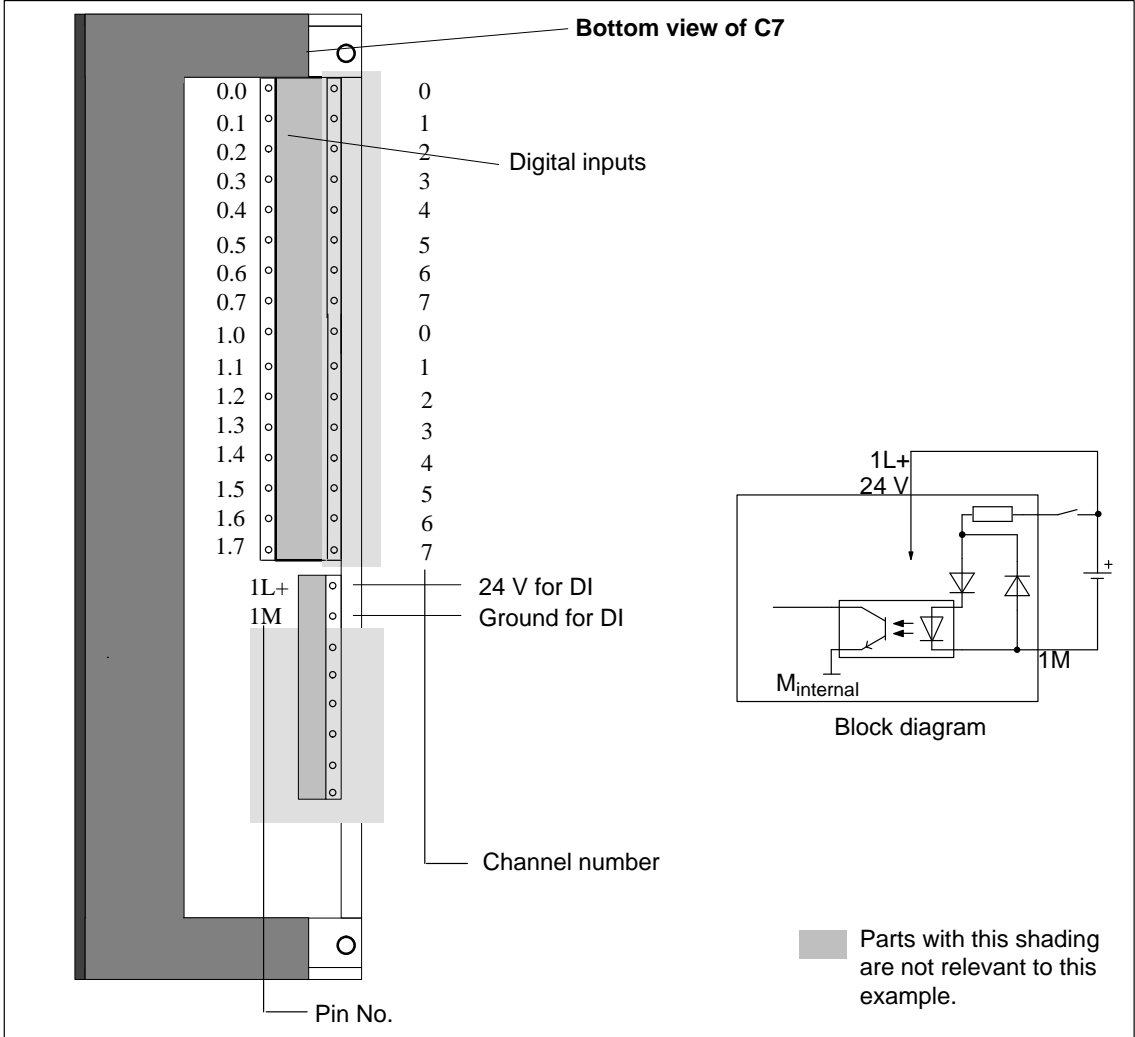 Bottom view of C7
0.0 0
0.1 1
0.2 2
Digital inputs
0.3 3
0.4 4
0.5 5
0.6 6
0.7 7
1.0 0
1.1 1
1.2 2
1.3 3
1.4 4
1.5 5
1.6 6
1.7 7
1L+ 24 V for DI
1M Ground for DI
Channel number
Pin No.
1L+
24 V
+
1M
Minternal
Block diagram
Parts with this shading
are not relevant to this
example.